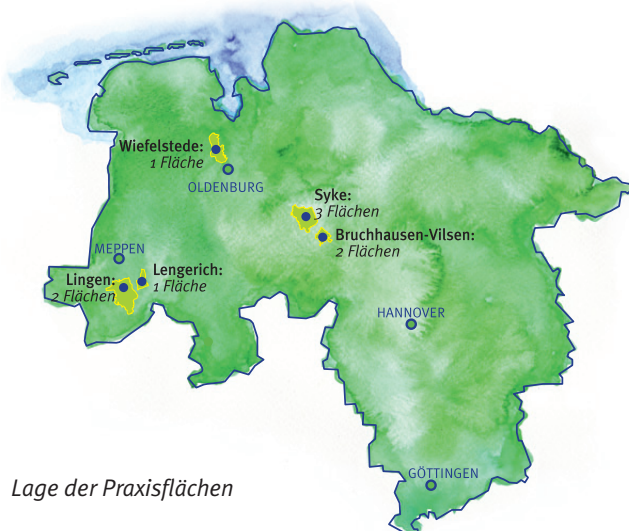 Wiefelstede:
1 Fläche
OLDENBURG
Syke:
3 Flächen
Bruchhausen-Vilsen:
2 Flächen
MEPPEN
Lengerich:
1 Fläche
Lingen:
2 Flächen
HANNOVER
GÖTTINGEN
Lage der Praxisflächen